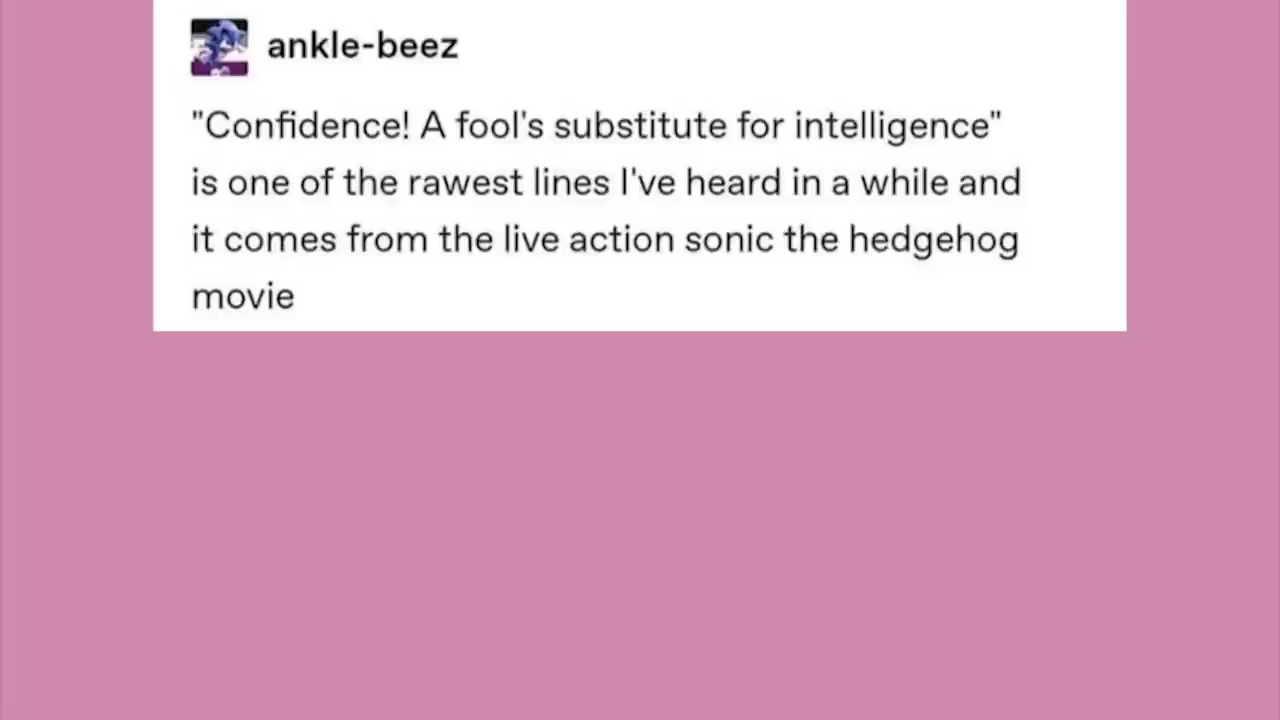 ankle-beez
"Confidence! A fool's substitute for intelligence"
is one of the rawest lines I've heard in a while and
it comes from the live action sonic the hedgehog
movie